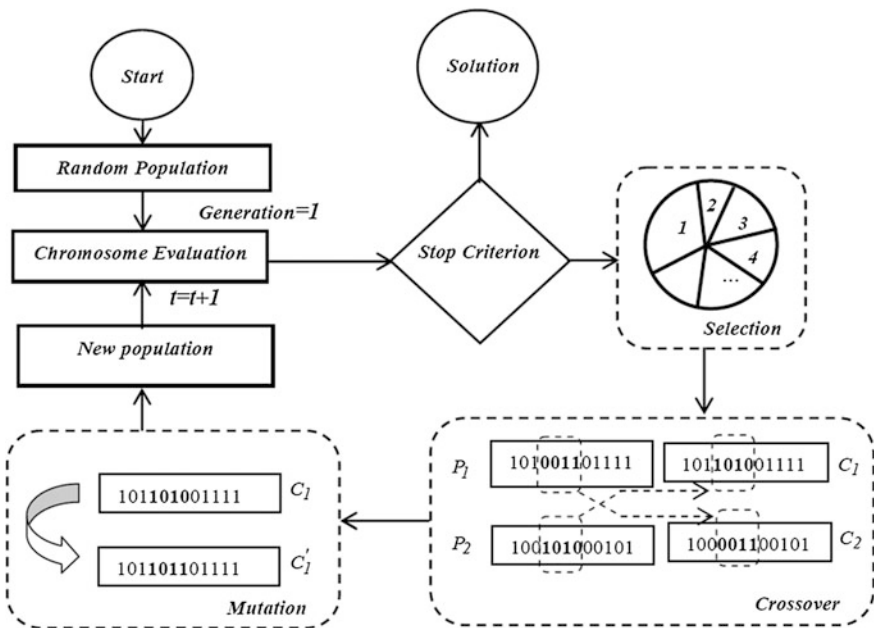 Start
Solution
Random Population
Generation=1
Chromosome Evaluation
Stop Criterion
t=t+1
New population
1
2
3
4
...
Selection
P1
101001101111
101101001111
C1
P2
100101000101
100001100101
C2
Crossover
101101001111
C1
101101101111
C'1
Mutation